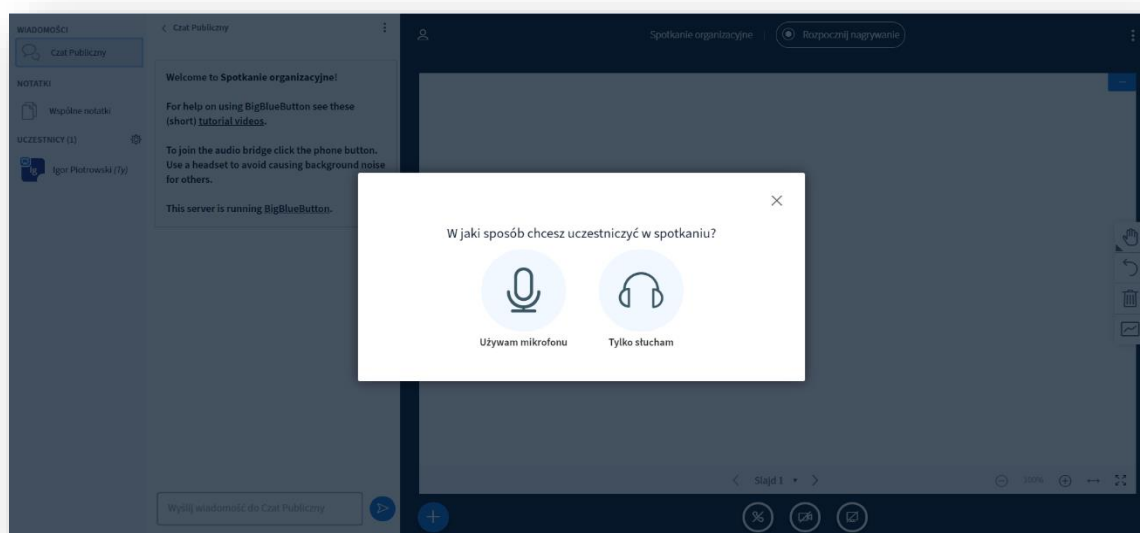 WIADOMOŚCI
Czat Publiczny
NOTATKI
Wspólne notatki
UCZESTNICY (1)
Ig
Igor Piotrowski (Ty)
Czat Publiczny
Welcome to Spotkanie organizacyjne!
For help on using BigBlueButton see these
(short) tutorial videos.
To join the audio bridge click the phone button.
Use a headset to avoid causing background noise
for others.
This server is running BigBlueButton.
Wyślij wiadomość do Czat Publiczny
Spotkanie organizacyjne
Rozpocznij nagrywanie
W jaki sposób chcesz uczestniczyć w spotkaniu?
Używam mikrofonu
Tylko słucham
Slajd 1
100%